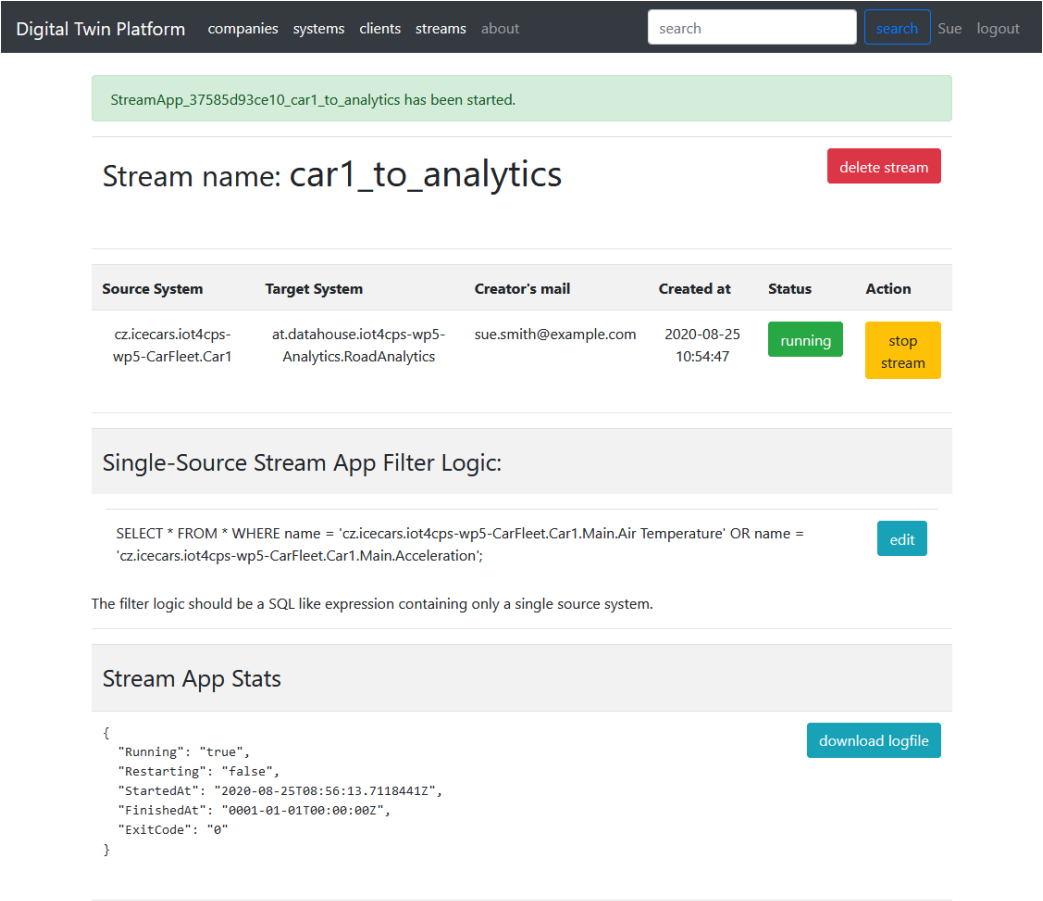 Digital Twin Platform companies systems clients streams about search search Sue logout
StreamApp_37585d93ce10_car1_to_analytics has been started.
Stream name: car1_to_analytics delete stream
Source System Target System Creator's mail Created at Status Action
cz.icecars.iot4cps- at.datahouse.iot4cps-wp5- sue.smith@example.com 2020-08-25 running stop
wp5-CarFleet.Car1 Analytics.RoadAnalytics 10:54:47 stream
Single-Source Stream App Filter Logic:
SELECT * FROM * WHERE name = 'cz.icecars.iot4cps-wp5-CarFleet.Car1.Main.Air Temperature' OR name = edit
'cz.icecars.iot4cps-wp5-CarFleet.Car1.Main.Acceleration';
The filter logic should be a SQL like expression containing only a single source system.
Stream App Stats
{ download logfile
"Running": "true",
"Restarting": "false",
"StartedAt": "2020-08-25T08:56:13.7118441Z",
"FinishedAt": "0001-01-01T00:00:00Z",
"ExitCode": "0"
}